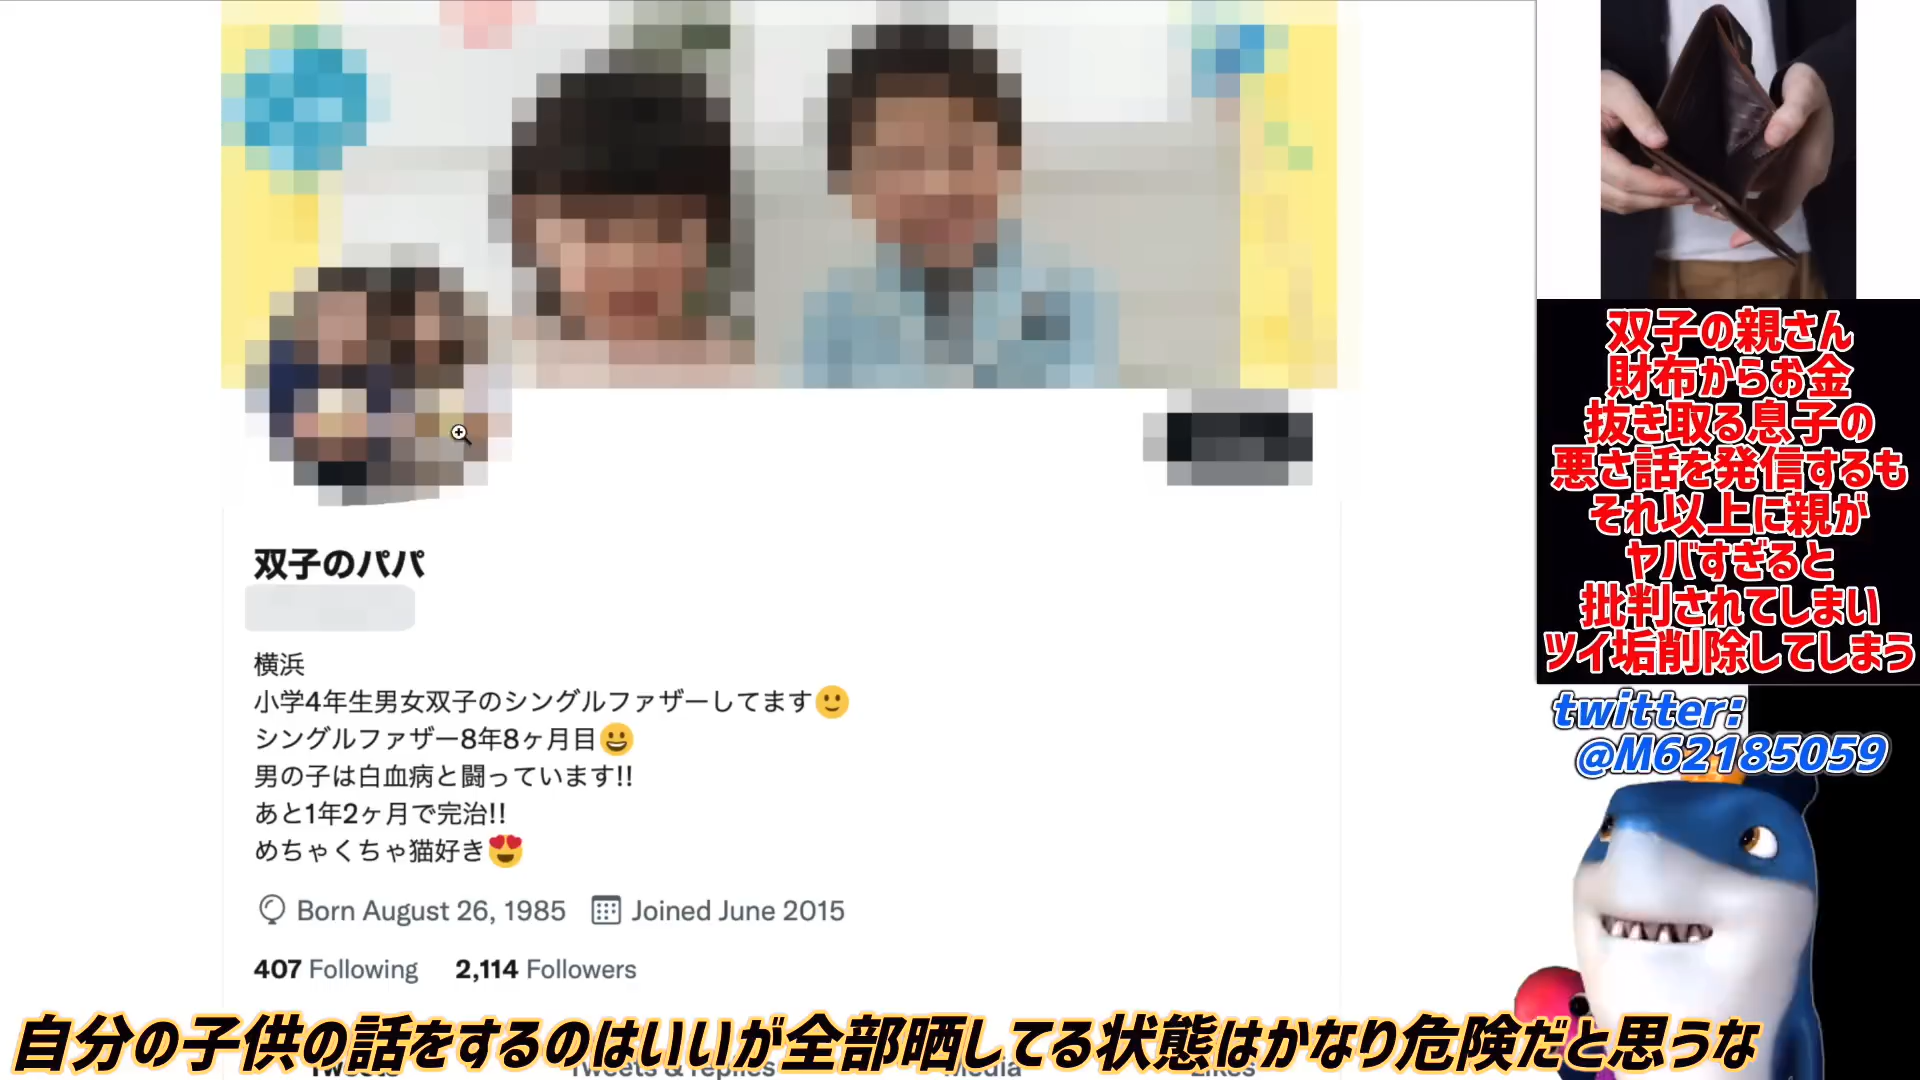 双子のパパ
横浜
小学4年生男女双子のシングルファザーしてます🙂
シングルファザー8年8ヶ月目😀
男の子は白血病と闘っています!!
あと1年2ヶ月で完治!!
めちゃくちゃ猫好き😍
Born August 26, 1985 Joined June 2015
407 Following 2,114 Followers
Tweets Tweets & replies Media Likes
自分の子供の話をするのはいいが全部晒してる状態はかなり危険だと思うな
双子の親さん
財布からお金
抜き取る息子の
悪さ話を発信するも
それ以上に親が
ヤバすぎると
批判されてしまい
ツイ垢削除してしまう
twitter:
@M62185059